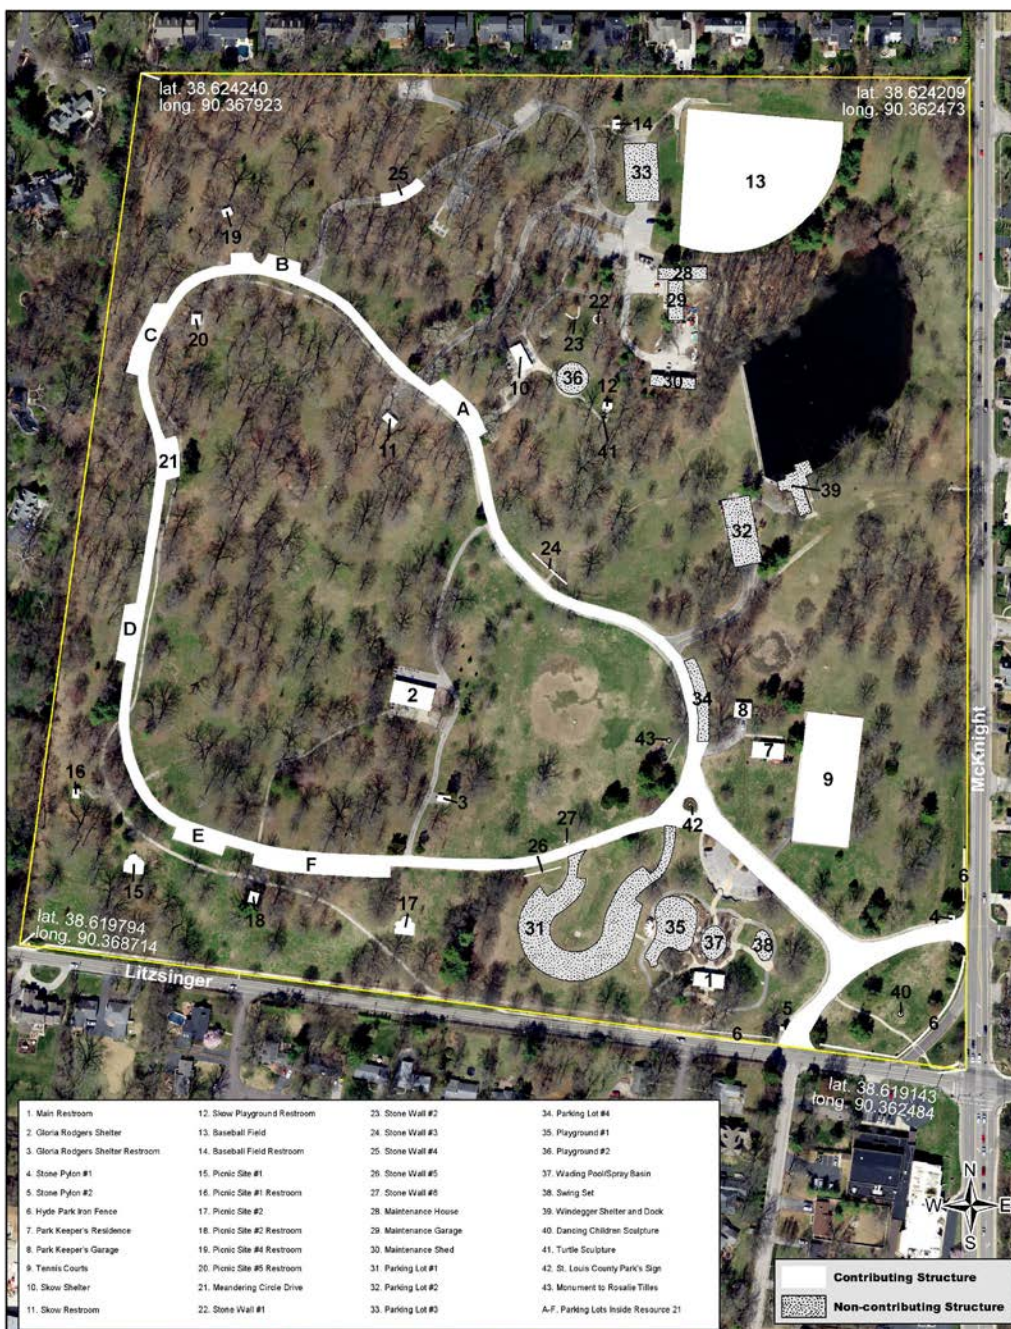 lat. 38.624240
long. 90.367923
lat. 38.624209
long. 90.362473
14
33
13
25
19
B
28
29
22
23
C
20
10
36
12
30
A
11
41
21
39
32
24
D
2
34
8
43
7
9
McKnight
16
3
42
27
26
E
F
6
15
18
17
4
lat. 38.619794
long. 90.368714
31
35
37
38
Litzsinger
1
5
40
6
6
lat. 38.619143
long. 90.362484
1. Main Restroom
2. Gloria Rodgers Shelter
3. Gloria Rodgers Shelter Restroom
4. Stone Pylon #1
5. Stone Pylon #2
6. Hyde Park Iron Fence
7. Park Keeper's Residence
8. Park Keeper's Garage
9. Tennis Courts
10. Skow Shelter
11. Skow Restroom
12. Skow Playground Restroom
13. Baseball Field
14. Baseball Field Restroom
15. Picnic Site #1
16. Picnic Site #1 Restroom
17. Picnic Site #2
18. Picnic Site #2 Restroom
19. Picnic Site #4 Restroom
20. Picnic Site #5 Restroom
21. Meandering Circle Drive
22. Stone Wall #1
23. Stone Wall #2
24. Stone Wall #3
25. Stone Wall #4
26. Stone Wall #5
27. Stone Wall #6
28. Maintenance House
29. Maintenance Garage
30. Maintenance Shed
31. Parking Lot #1
32. Parking Lot #2
33. Parking Lot #3
34. Parking Lot #4
35. Playground #1
36. Playground #2
37. Wading Pool/Spray Basin
38. Swing Set
39. Windegger Shelter and Dock
40. Dancing Children Sculpture
41. Turtle Sculpture
42. St. Louis County Park's Sign
43. Monument to Rosalie Tilles
A-F. Parking Lots Inside Resource 21
N
W
E
S
Contributing Structure
Non-contributing Structure